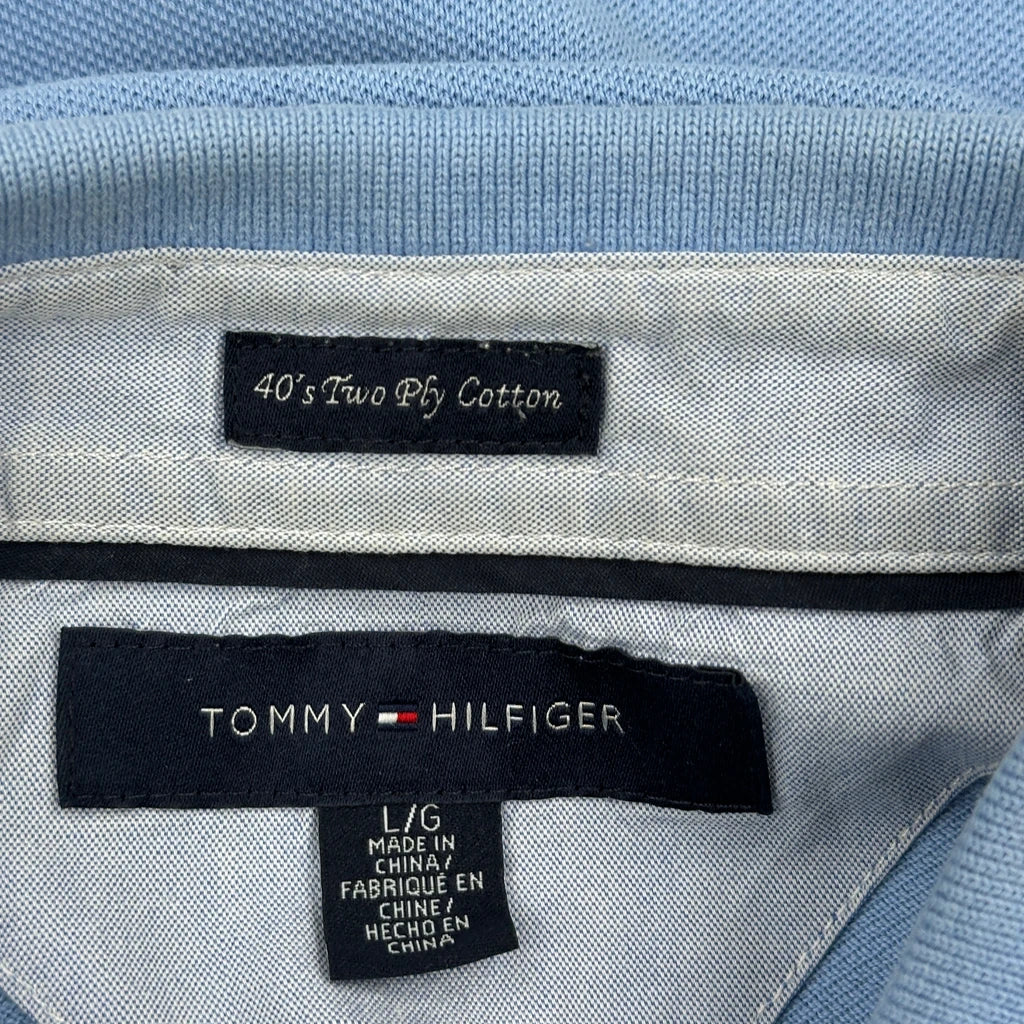 40's Two Ply Cotton
TOMMY HILFIGER
L/G
MADE IN
CHINA/
FABRIQUÉ EN
CHINE/
HECHO EN
CHINA